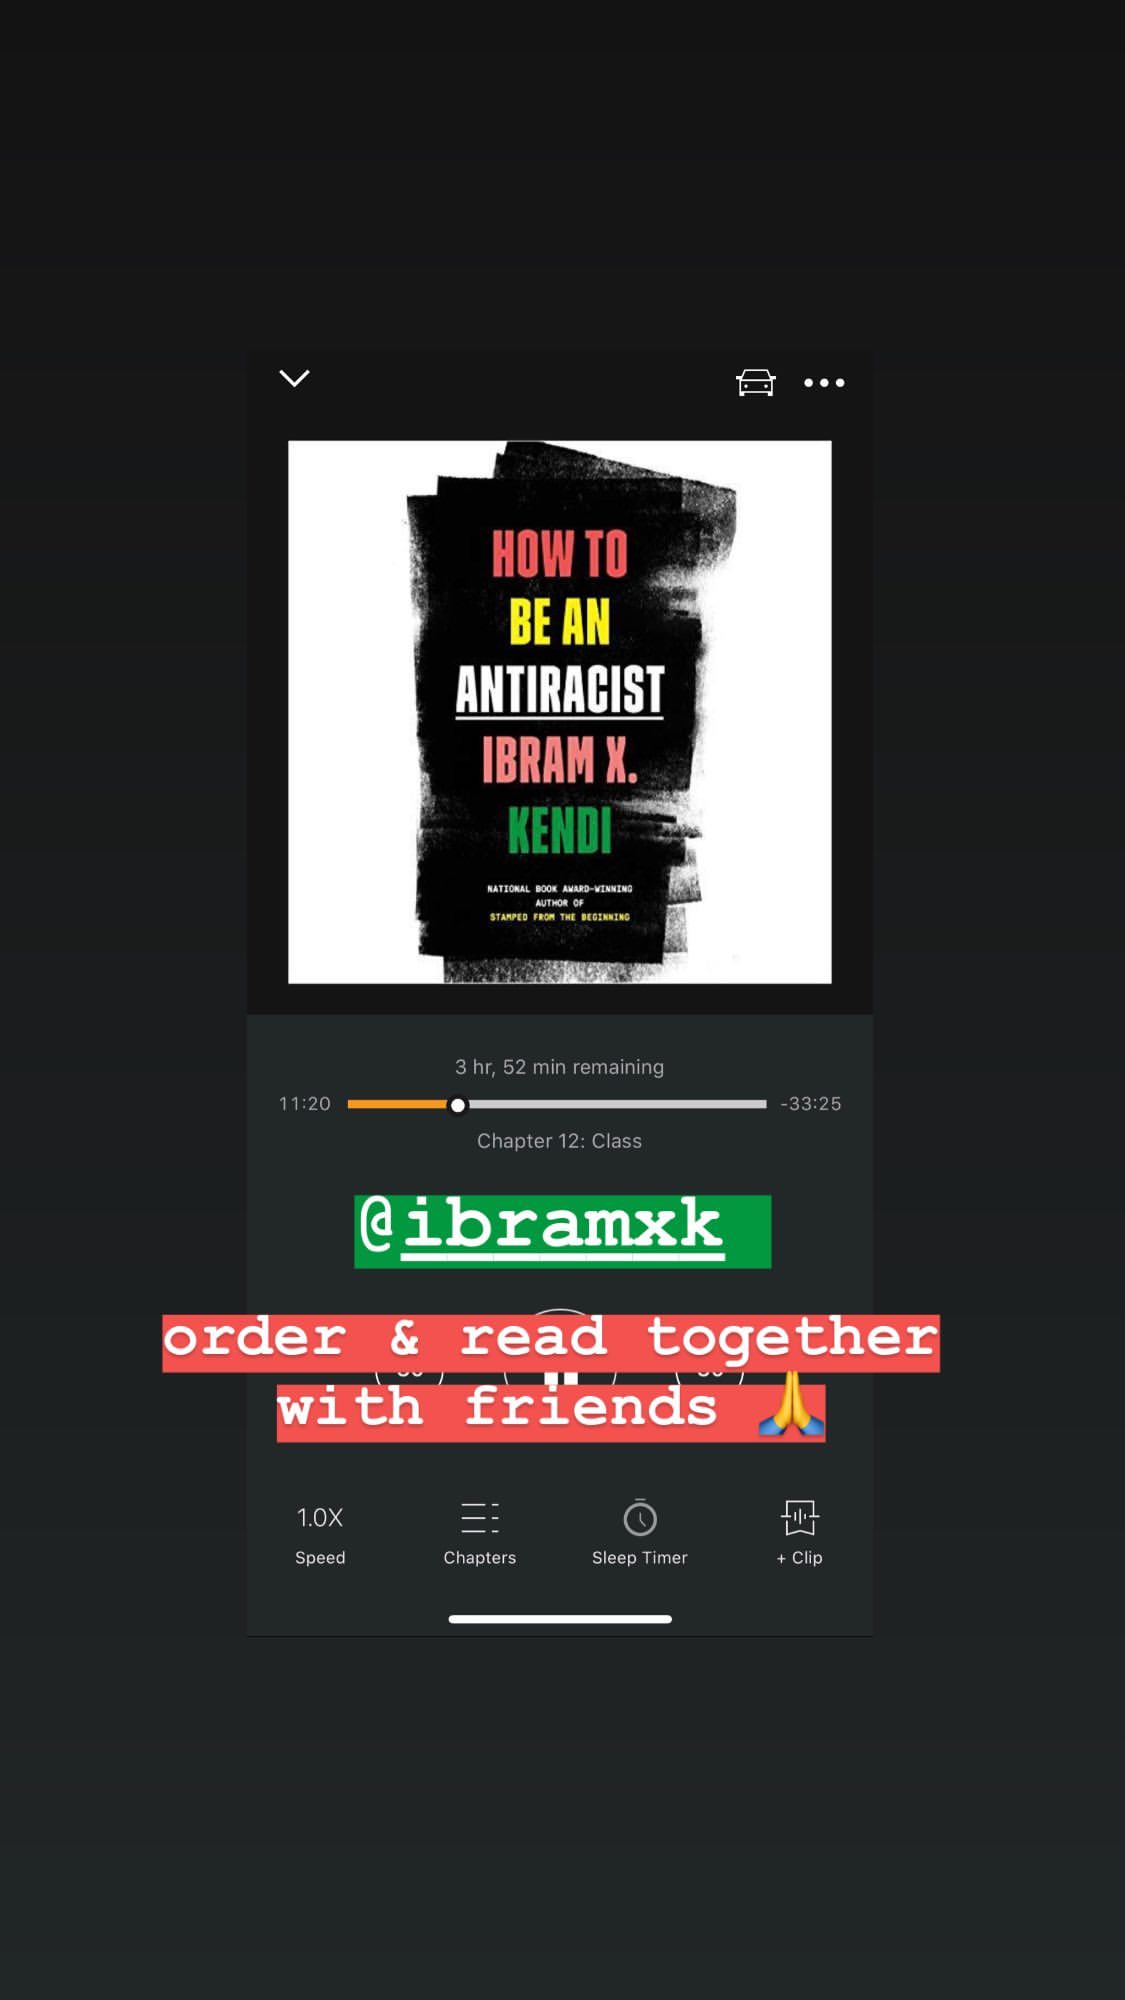 HOW TO
BE AN
ANTIRACIST
IBRAM X.
KENDI
NATIONAL BOOK AWARD-WINNING
AUTHOR OF
STAMPED FROM THE BEGINNING
3 hr, 52 min remaining
11:20 -33:25
Chapter 12: Class
@ibramxk
order & read together
with friends 🙏
1.0X
Speed Chapters Sleep Timer + Clip